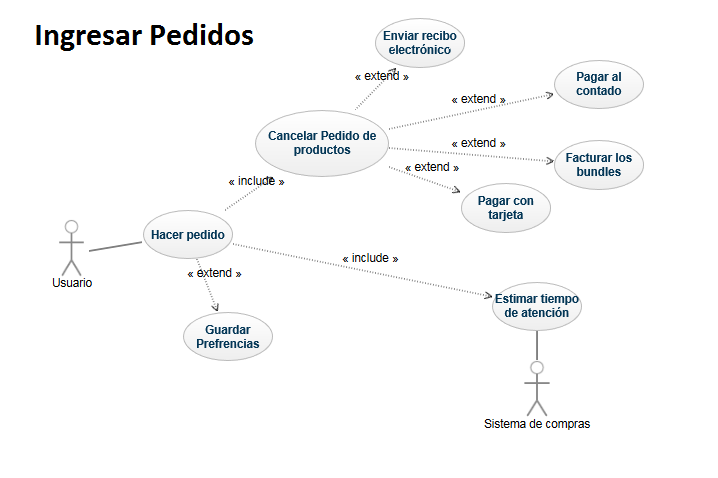 Ingresar Pedidos
Enviar recibo
electrónico
« extend »
Pagar al
contado
« extend »
Cancelar Pedido de
productos
« extend »
Facturar los
bundles
« extend »
Pagar con
tarjeta
« include »
Hacer pedido
Usuario
« include »
« extend »
Estimar tiempo
de atención
Guardar
Prefrencias
Sistema de compras